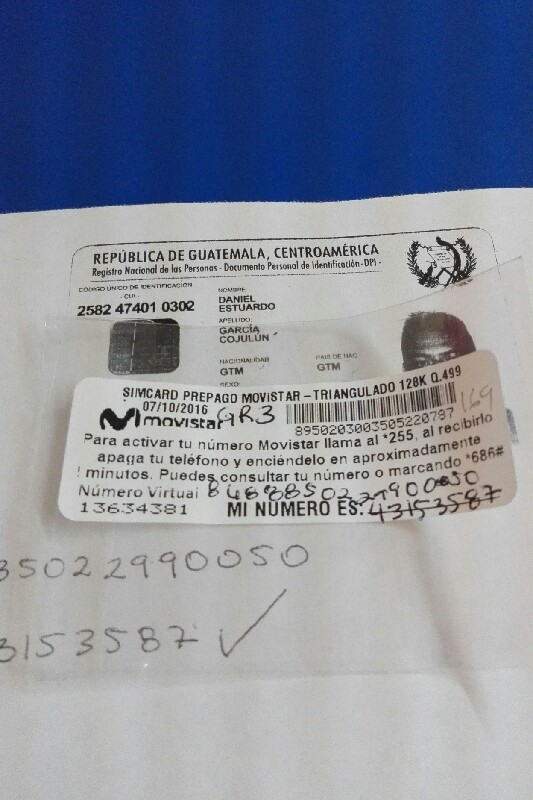 REPÚBLICA DE GUATEMALA, CENTROAMÉRICA
Registro Nacional de las Personas - Documento Personal de Identificación -DPI -
CÓDIGO ÚNICO DE IDENTIFICACIÓN
- CUI -
2582 47401 0302
NOMBRE:
DANIEL
ESTUARDO
APELLIDO:
GARCÍA
COJULÚN
NACIONALIDAD
GTM
PAIS DE NAC
GTM
SEXO:
SIMCARD PREPAGO MOVISTAR - TRIANGULADO 128K Q.499
07/10/2016
GR3
169
movistar
8950203003505220787
Para activar tu número Movistar llama al *255, al recibirlo
apaga tu teléfono y enciéndelo en aproximadamente
! minutos. Puedes consultar tu número o marcando *686#
Número Virtual
13634381
MI NÚMERO ES: 43153587
35022990050
3153587 ✓